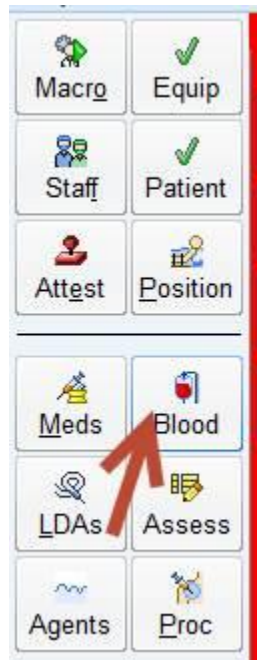 Macro Equip
Staff Patient
Attest Position
Meds Blood
LDAs Assess
Agents Proc